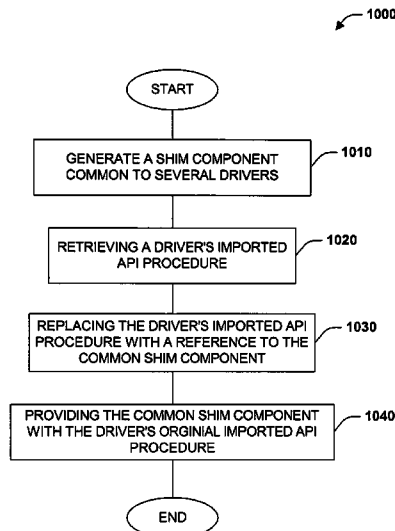 1000
START
GENERATE A SHIM COMPONENT
COMMON TO SEVERAL DRIVERS
1010
RETRIEVING A DRIVER'S IMPORTED
API PROCEDURE
1020
REPLACING THE DRIVER'S IMPORTED API
PROCEDURE WITH A REFERENCE TO THE
COMMON SHIM COMPONENT
1030
PROVIDING THE COMMON SHIM COMPONENT
WITH THE DRIVER'S ORGINIAL IMPORTED API
PROCEDURE
1040
END